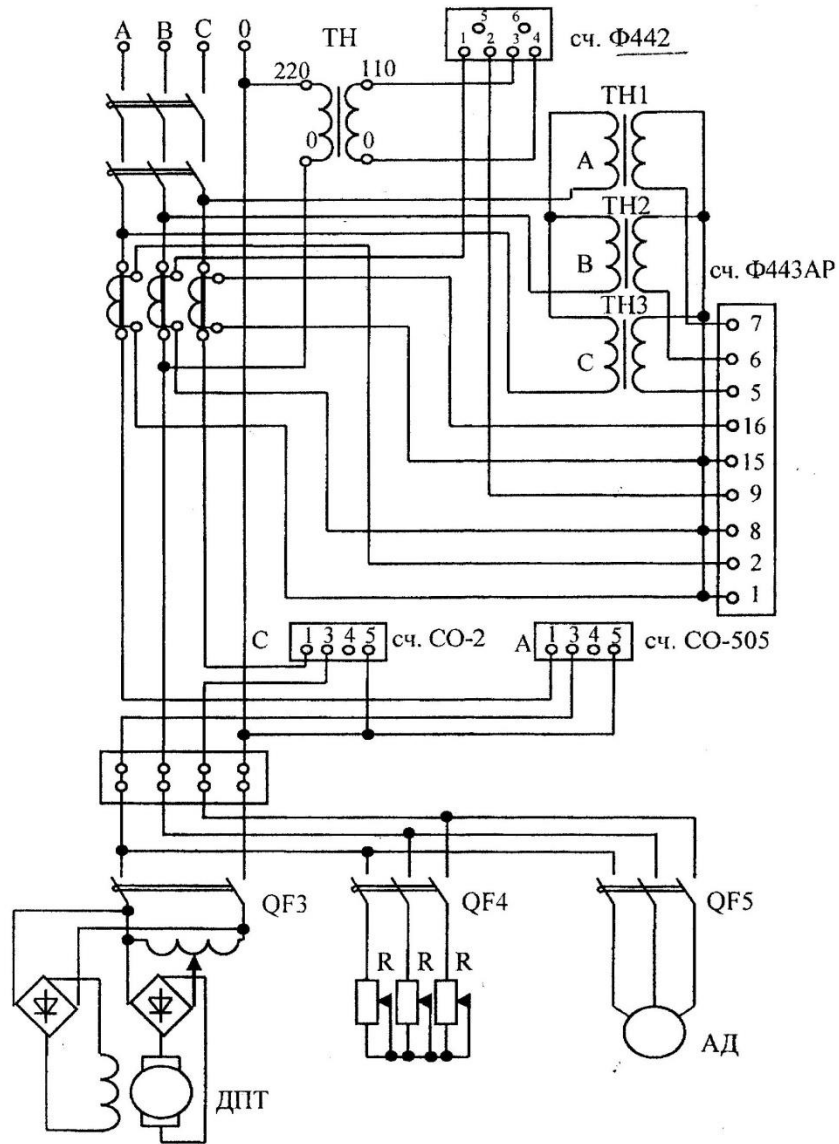 А В С 0
ТН
220 110
0 0
5 6
1 2 3 4
сч. Ф442
ТН1
А
ТН2
В
ТН3
С
сч. Ф443АР
7
6
5
16
15
9
8
2
1
С 1 3 4 5 сч. СО-2
А 1 3 4 5 сч. СО-505
QF3
QF4
QF5
R R R
ДПТ
АД